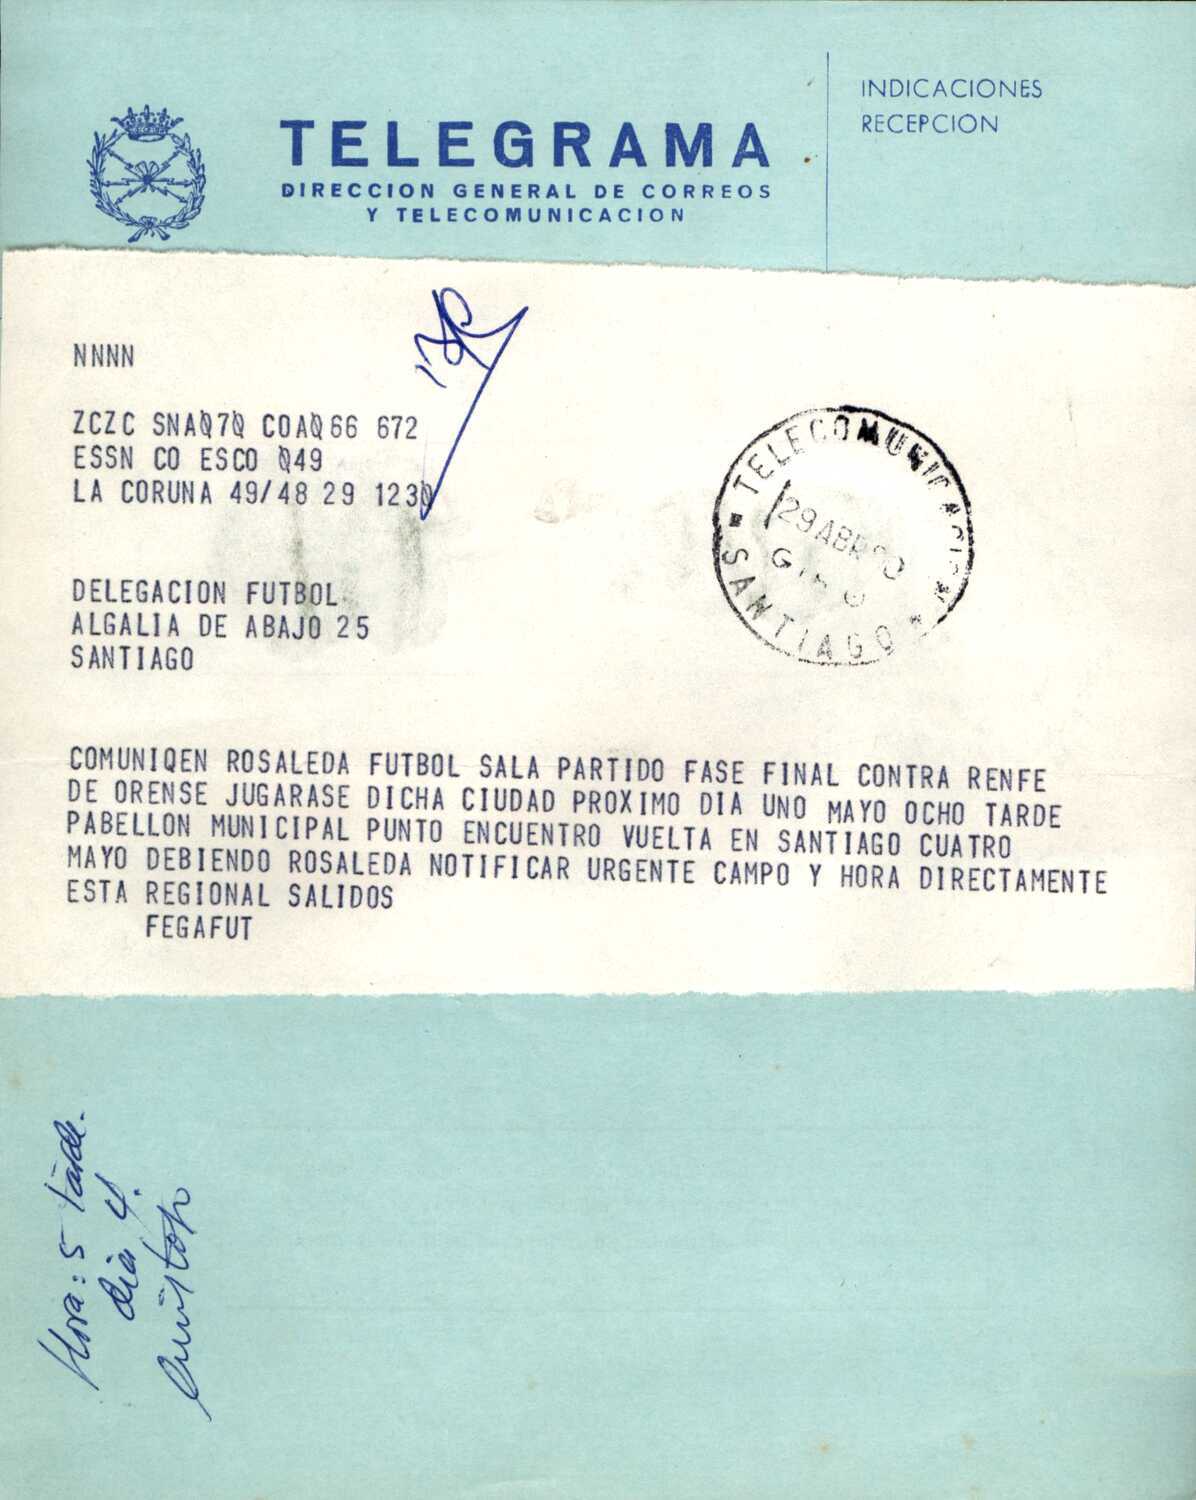 TELEGRAMA
DIRECCION GENERAL DE CORREOS
Y TELECOMUNICACION
INDICACIONES
RECEPCION
NNNN
ZCZC SNA070 COA066 672
ESSN CO ESCO 049
LA CORUNA 49/48 29 1230
TELECOMUNICACION
29 ABR
SANTIAGO
DELEGACION FUTBOL
ALGALIA DE ABAJO 25
SANTIAGO
COMUNIQEN ROSALEDA FUTBOL SALA PARTIDO FASE FINAL CONTRA RENFE
DE ORENSE JUGARASE DICHA CIUDAD PROXIMO DIA UNO MAYO OCHO TARDE
PABELLON MUNICIPAL PUNTO ENCUENTRO VUELTA EN SANTIAGO CUATRO
MAYO DEBIENDO ROSALEDA NOTIFICAR URGENTE CAMPO Y HORA DIRECTAMENTE
ESTA REGIONAL SALIDOS
FEGAFUT
Hora: 5 tarde.
dia 4.